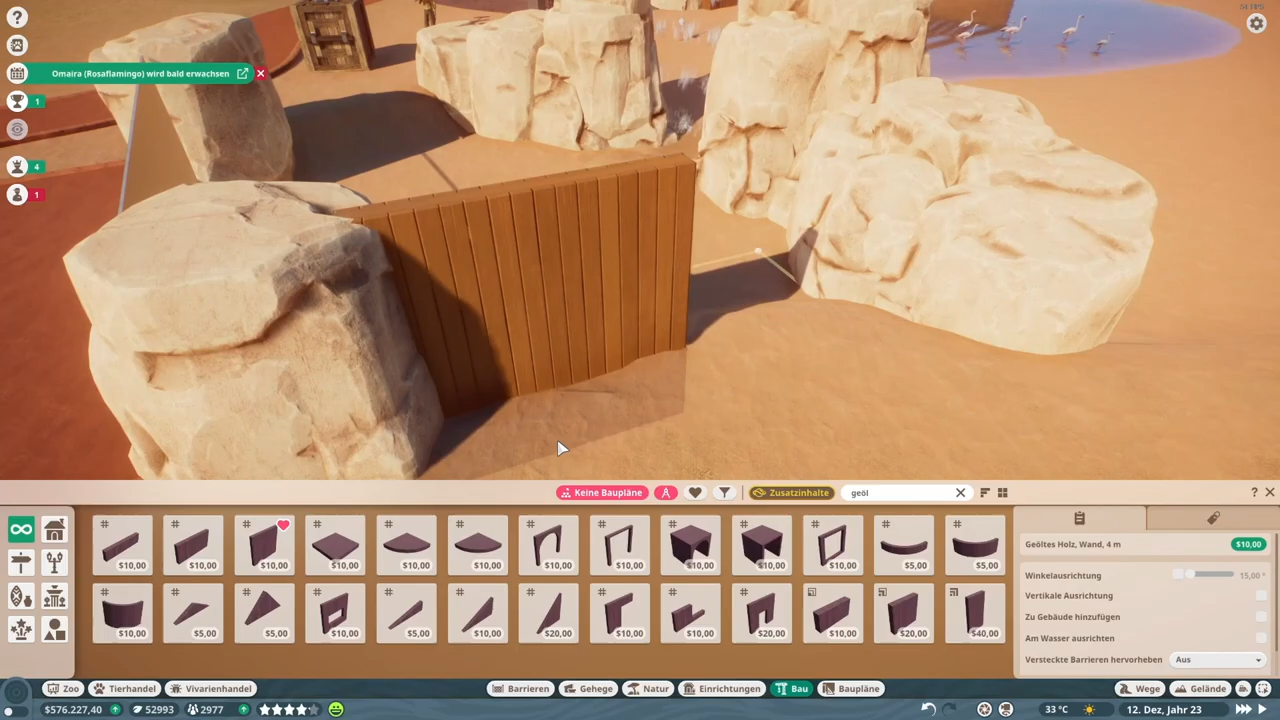 54 FPS
Omaira (Rosaflamingo) wird bald erwachsen
1
4
1
Keine Baupläne
Zusatzinhalte
geöl
?
$10,00 $10,00 $10,00 $10,00 $10,00 $10,00 $10,00 $10,00 $10,00 $10,00 $10,00 $5,00 $5,00
$10,00 $5,00 $5,00 $10,00 $5,00 $10,00 $20,00 $10,00 $10,00 $20,00 $10,00 $20,00 $40,00
Geöltes Holz, Wand, 4 m $10,00
Winkelausrichtung 15,00 °
Vertikale Ausrichtung
Zu Gebäude hinzufügen
Am Wasser ausrichten
Versteckte Barrieren hervorheben Aus
Zoo Tierhandel Vivarienhandel Barrieren Gehege Natur Einrichtungen Bau Baupläne Wege Gelände
$576.227,40 52993 2977 33 °C 12. Dez, Jahr 23